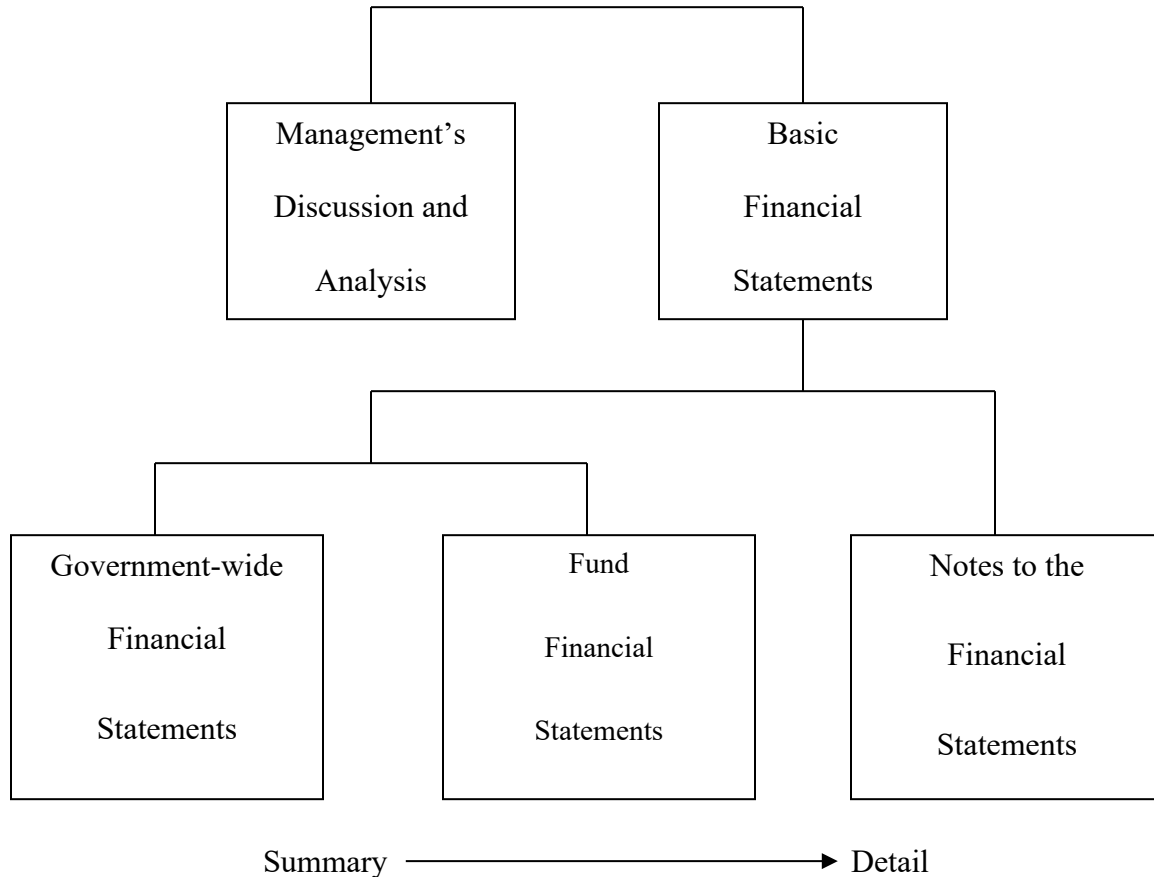 Management’s
Discussion and
Analysis
Basic
Financial
Statements
Government-wide
Financial
Statements
Fund
Financial
Statements
Notes to the
Financial
Statements
Summary
Detail